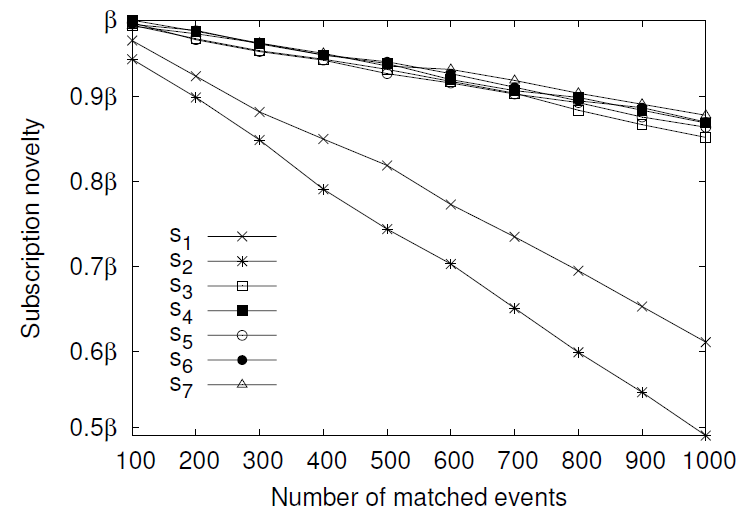 Subscription novelty
β
0.9β
0.8β
0.7β
0.6β
0.5β
s1
s2
s3
s4
s5
s6
s7
100 200 300 400 500 600 700 800 900 1000
Number of matched events